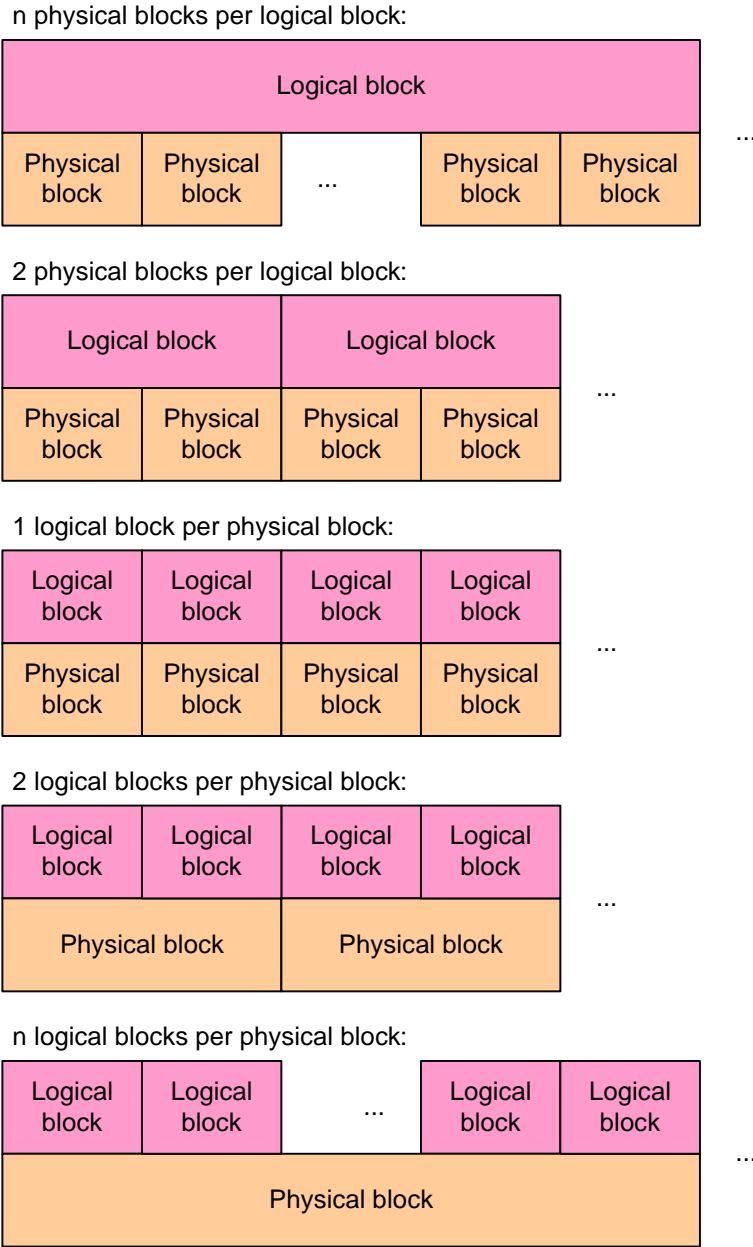 n physical blocks per logical block:
Logical block
...
Physical Physical ... Physical Physical
block block block block
2 physical blocks per logical block:
Logical block Logical block
...
Physical Physical Physical Physical
block block block block
1 logical block per physical block:
Logical Logical Logical Logical
block block block block
...
Physical Physical Physical Physical
block block block block
2 logical blocks per physical block:
Logical Logical Logical Logical
block block block block
...
Physical block Physical block
n logical blocks per physical block:
Logical Logical ... Logical Logical
block block block block
...
Physical block